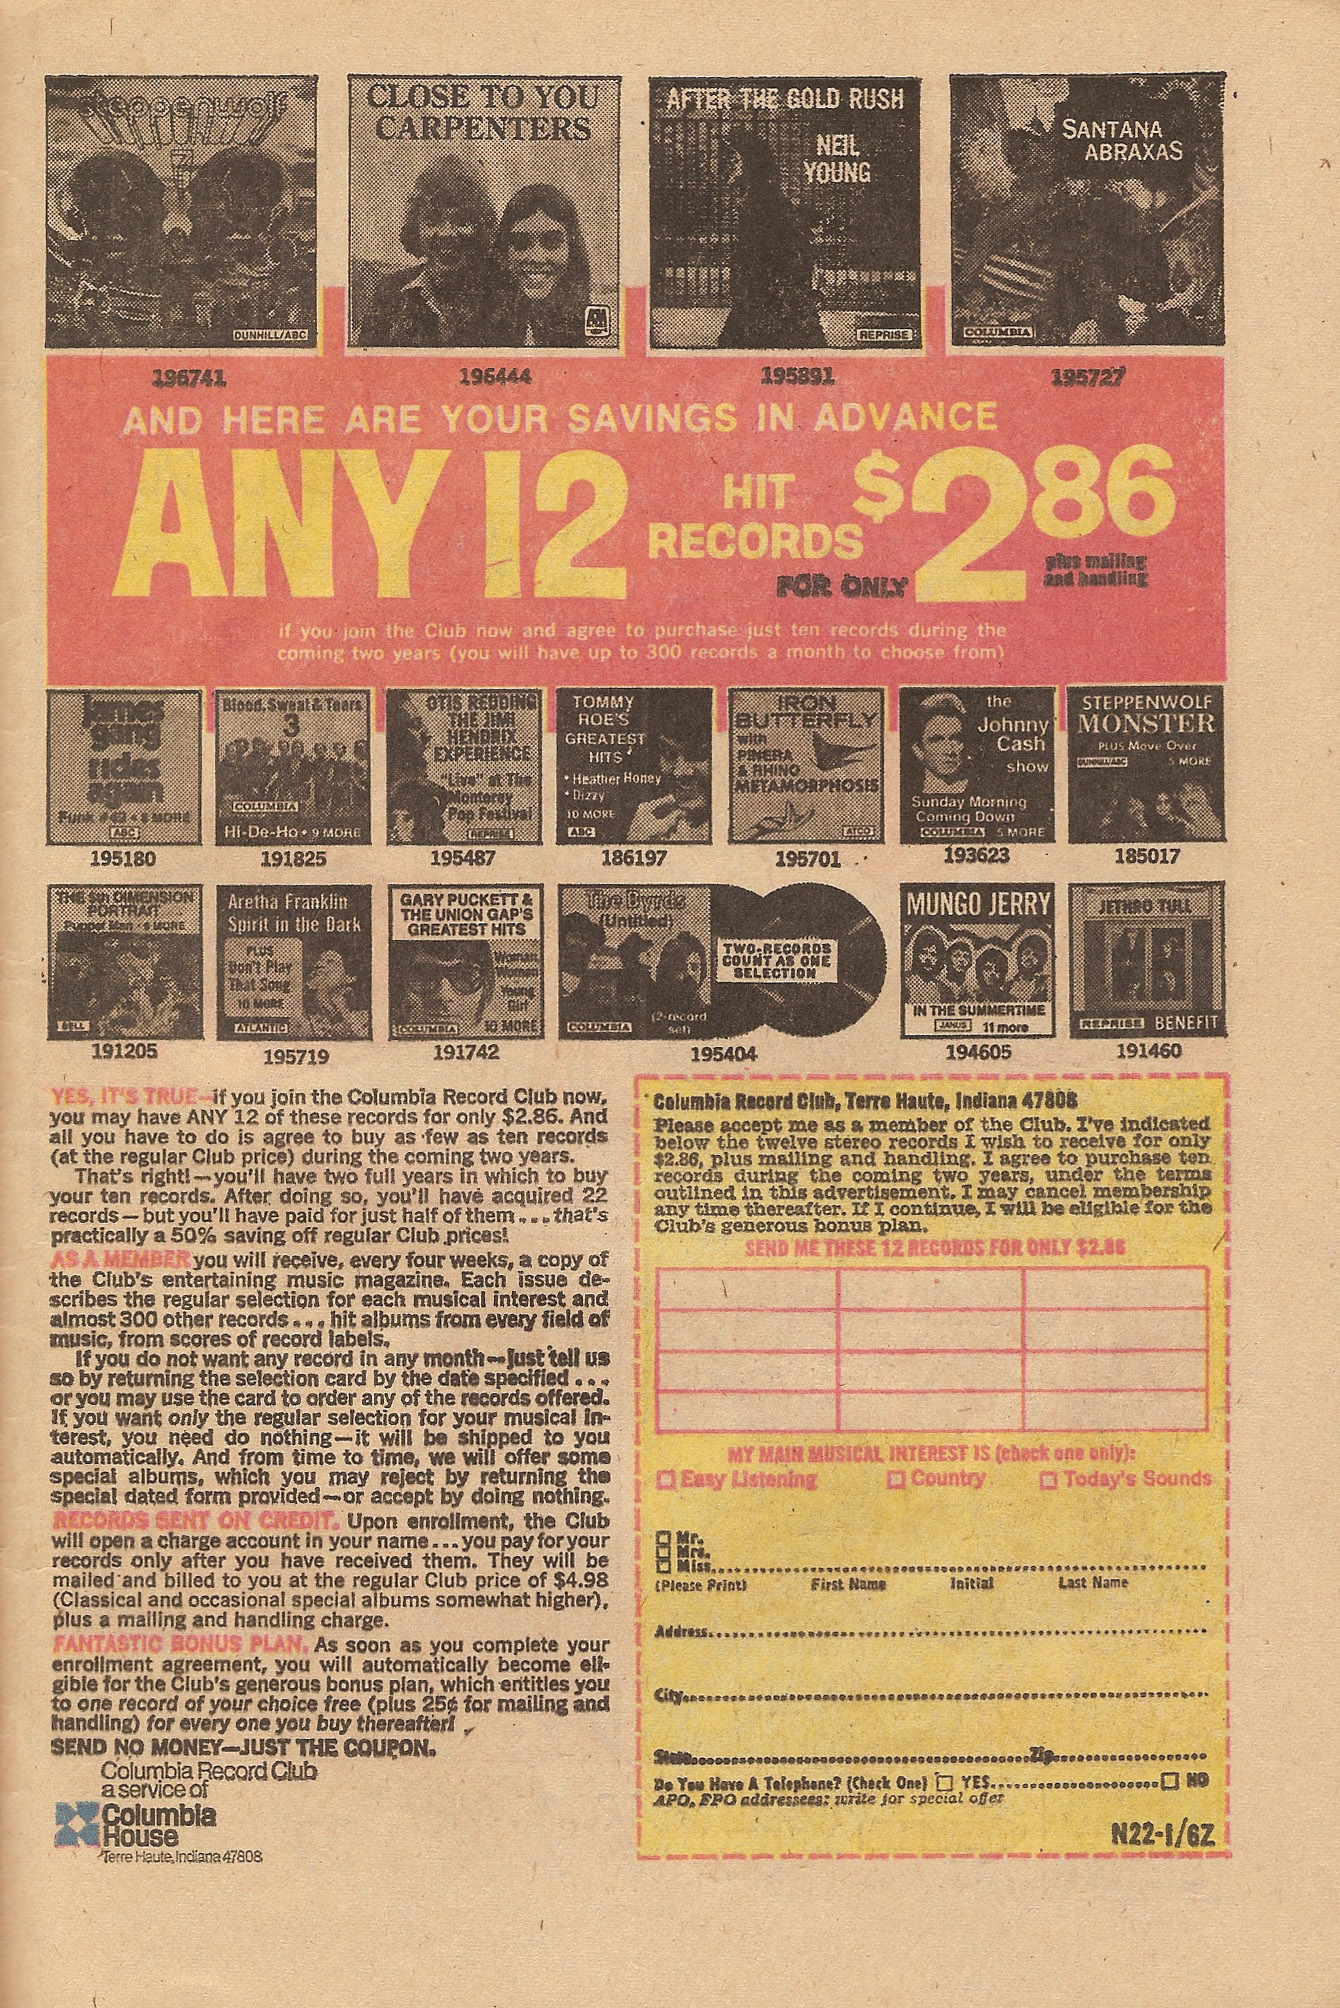 steppenwolf
7
DUNHILL/ABC
196741
CLOSE TO YOU
CARPENTERS
A&M
196444
AFTER THE GOLD RUSH
NEIL
YOUNG
REPRISE
195891
SANTANA
ABRAXAS
COLUMBIA
195727
AND HERE ARE YOUR SAVINGS IN ADVANCE
ANY 12
HIT
RECORDS
FOR ONLY
$2 86
plus mailing
and handling
if you join the Club now and agree to purchase just ten records during the
coming two years (you will have up to 300 records a month to choose from)
james
gang
rides
again
Funk #49 • 8 MORE
ABC
195180
Blood, Sweat & Tears
3
COLUMBIA
Hi-De-Ho • 9 MORE
191825
OTIS REDDING
THE JIMI
HENDRIX
EXPERIENCE
"Live" at The
Monterey
Pop Festival
REPRISE
195487
TOMMY
ROE'S
GREATEST
HITS
• Heather Honey
• Dizzy
10 MORE
ABC
186197
IRON
BUTTERFLY
with
PINERA
& RHINO
METAMORPHOSIS
ATCO
195701
the
Johnny
Cash
show
Sunday Morning
Coming Down
COLUMBIA 5 MORE
193623
STEPPENWOLF
MONSTER
PLUS Move Over
DUNHILL/ABC 5 MORE
185017
THE 5th DIMENSION
PORTRAIT
Puppet Man • 9 MORE
BELL
191205
Aretha Franklin
Spirit in the Dark
PLUS
Don't Play
That Song
10 MORE
ATLANTIC
195719
GARY PUCKETT &
THE UNION GAP'S
GREATEST HITS
Woman,
Woman
Young
Girl
COLUMBIA 10 MORE
191742
The Byrds
(Untitled)
COLUMBIA
(2-record
set)
TWO-RECORDS
COUNT AS ONE
SELECTION
195404
MUNGO JERRY
IN THE SUMMERTIME
JANUS 11 more
194605
JETHRO TULL
REPRISE BENEFIT
191460
YES, IT'S TRUE—if you join the Columbia Record Club now,
you may have ANY 12 of these records for only $2.86. And
all you have to do is agree to buy as few as ten records
(at the regular Club price) during the coming two years.
That's right!—you'll have two full years in which to buy
your ten records. After doing so, you'll have acquired 22
records—but you'll have paid for just half of them...that's
practically a 50% saving off regular Club prices!
AS A MEMBER you will receive, every four weeks, a copy of
the Club's entertaining music magazine. Each issue de-
scribes the regular selection for each musical interest and
almost 300 other records...hit albums from every field of
music, from scores of record labels.
If you do not want any record in any month—just tell us
so by returning the selection card by the date specified...
or you may use the card to order any of the records offered.
If you want only the regular selection for your musical in-
terest, you need do nothing—it will be shipped to you
automatically. And from time to time, we will offer some
special albums, which you may reject by returning the
special dated form provided—or accept by doing nothing.
RECORDS SENT ON CREDIT. Upon enrollment, the Club
will open a charge account in your name...you pay for your
records only after you have received them. They will be
mailed and billed to you at the regular Club price of $4.98
(Classical and occasional special albums somewhat higher),
plus a mailing and handling charge.
FANTASTIC BONUS PLAN. As soon as you complete your
enrollment agreement, you will automatically become eli-
gible for the Club's generous bonus plan, which entitles you
to one record of your choice free (plus 25¢ for mailing and
handling) for every one you buy thereafter!
SEND NO MONEY—JUST THE COUPON.
Columbia Record Club
a service of
Columbia
House
Terre Haute, Indiana 47808
Columbia Record Club, Terre Haute, Indiana 47808
Please accept me as a member of the Club. I've indicated
below the twelve stereo records I wish to receive for only
$2.86, plus mailing and handling. I agree to purchase ten
records during the coming two years, under the terms
outlined in this advertisement. I may cancel membership
any time thereafter. If I continue, I will be eligible for the
Club's generous bonus plan.
SEND ME THESE 12 RECORDS FOR ONLY $2.86
MY MAIN MUSICAL INTEREST IS (check one only):
Easy Listening Country Today's Sounds
Mr.
Mrs.
Miss
(Please Print) First Name Initial Last Name
Address
City
State Zip
Do You Have A Telephone? (Check One) YES NO
APO, FPO addressees: write for special offer
N22-1/6Z